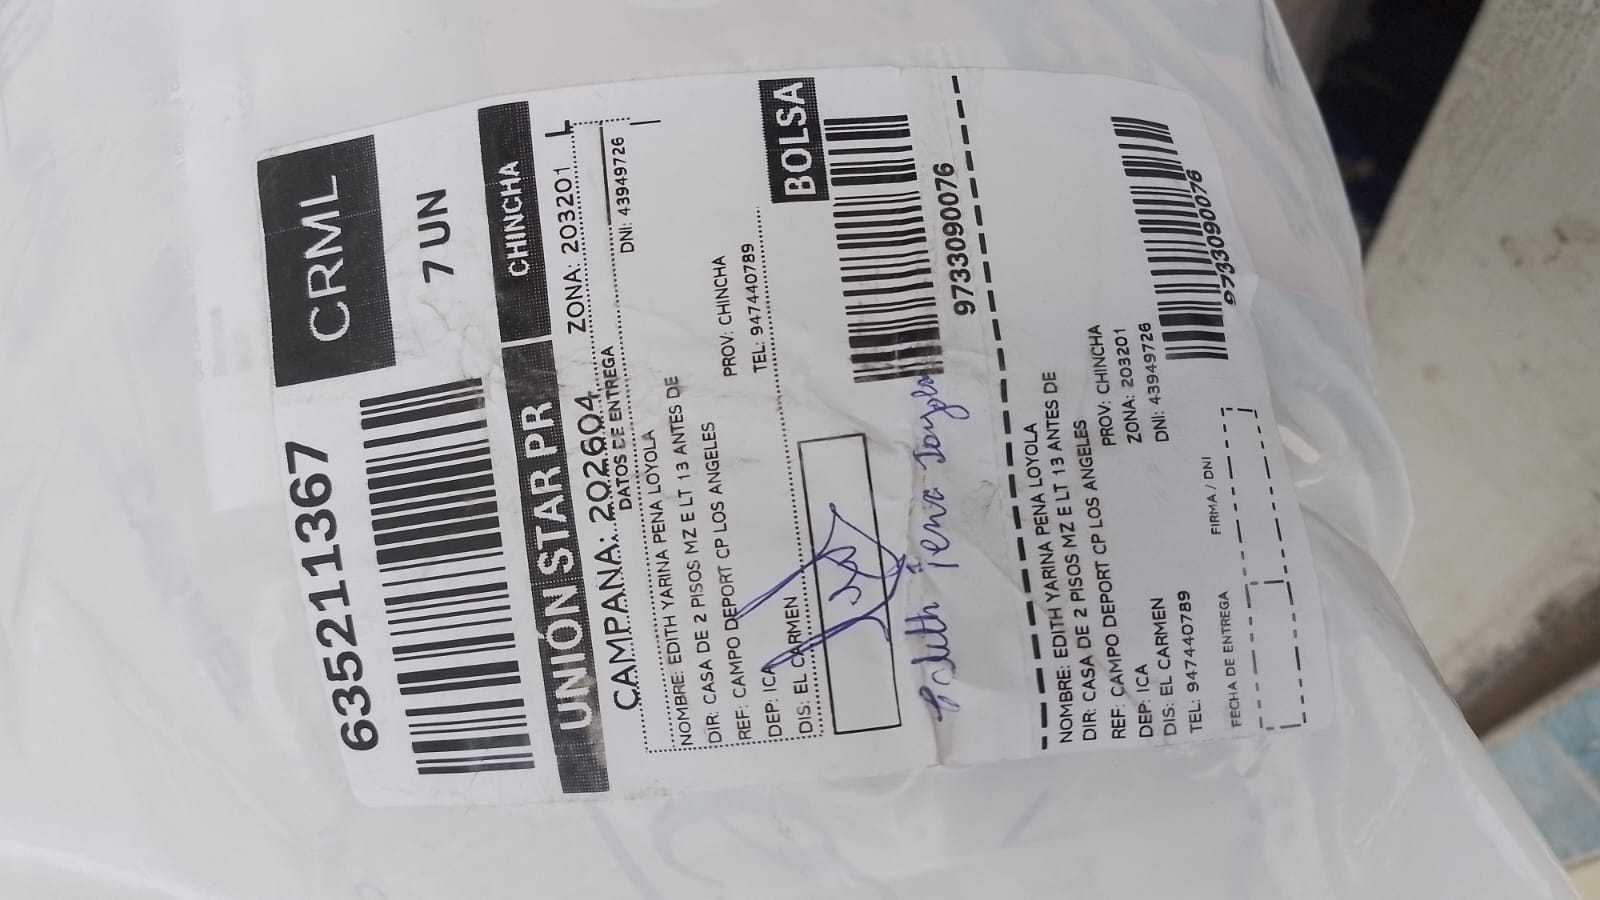 6352111367
CRML
7 UN
UNIÓN STAR PR
CHINCHA
CAMPAÑA: 202604
ZONA: 203201
DATOS DE ENTREGA
DNI: 43949726
NOMBRE: EDITH YARINA PENA LOYOLA
DIR: CASA DE 2 PISOS MZ E LT 13 ANTES DE
REF: CAMPO DEPORT CP LOS ANGELES
DEP: ICA
PROV: CHINCHA
DIS: EL CARMEN
TEL: 947440789
BOLSA
9733090076
NOMBRE: EDITH YARINA PENA LOYOLA
DIR: CASA DE 2 PISOS MZ E LT 13 ANTES DE
REF: CAMPO DEPORT CP LOS ANGELES
DEP: ICA
PROV: CHINCHA
DIS: EL CARMEN
ZONA: 203201
TEL: 947440789
DNI: 43949726
9733090076
FECHA DE ENTREGA
FIRMA / DNI